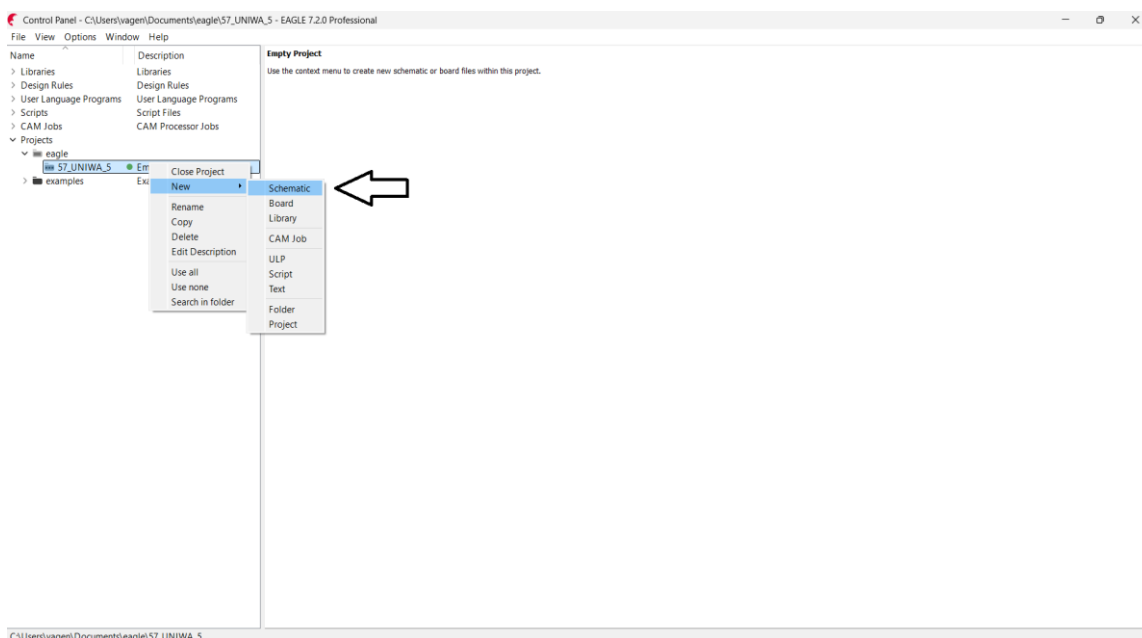 Control Panel - C:\Users\vagen\Documents\eagle\57_UNIWA_5 - EAGLE 7.2.0 Professional
File View Options Window Help
Name Description
Libraries Libraries
Design Rules Design Rules
User Language Programs User Language Programs
Scripts Script Files
CAM Jobs CAM Processor Jobs
Projects
eagle
57_UNIWA_5 Em
examples Exa
Close Project
New
Rename
Copy
Delete
Edit Description
Use all
Use none
Search in folder
Schematic
Board
Library
CAM Job
ULP
Script
Text
Folder
Project
Empty Project
Use the context menu to create new schematic or board files within this project.
C:\Users\vagen\Documents\eagle\57_UNIWA_5